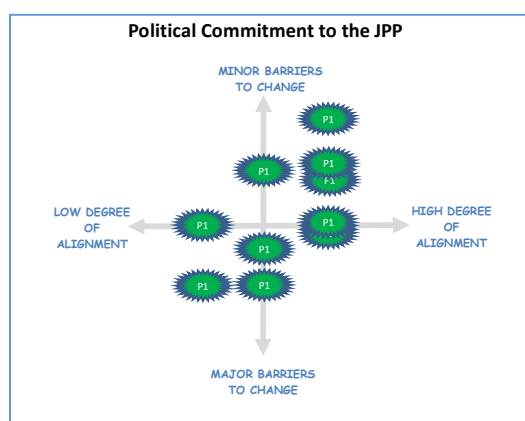 Political Commitment to the JPP
MINOR BARRIERS
TO CHANGE
P1
P1
P1
P1
LOW DEGREE
OF
ALIGNMENT
P1
P1
HIGH DEGREE
OF
ALIGNMENT
P1
P1
P1
MAJOR BARRIERS
TO CHANGE